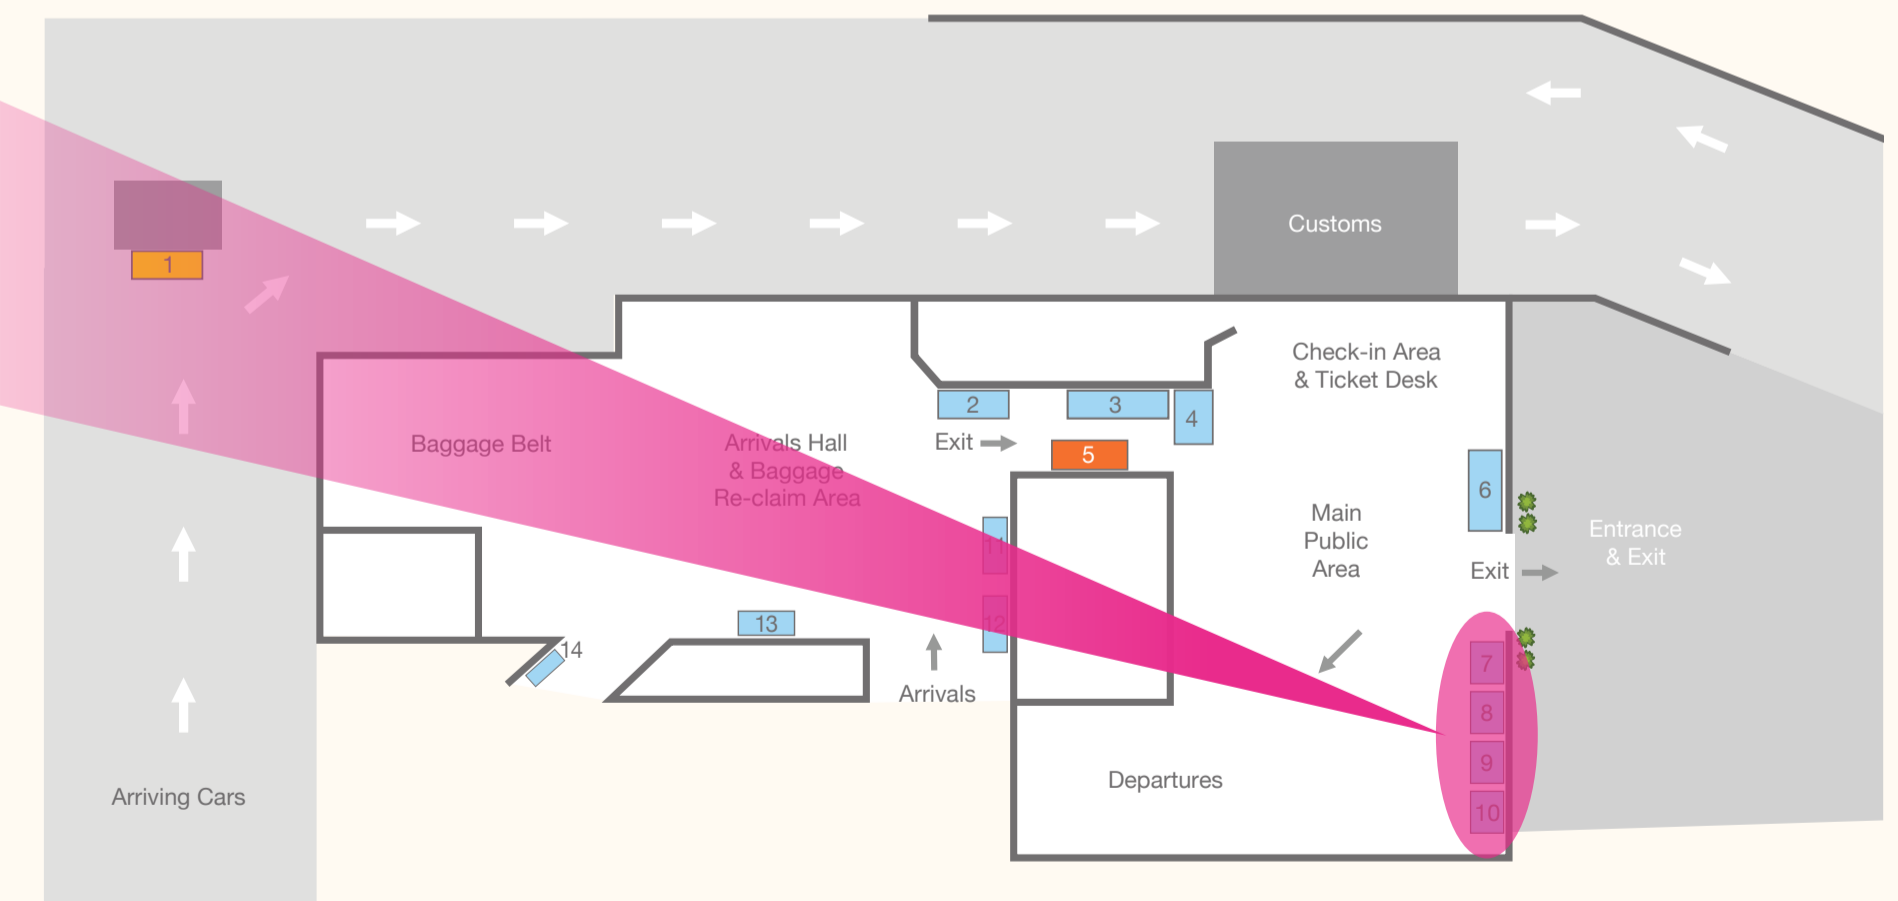 Customs
1
Check-in Area
& Ticket Desk
2
3
4
Exit
5
Baggage Belt
Arrivals Hall
& Baggage
Re-claim Area
6
Main
Public
Area
Entrance
& Exit
Exit
11
12
13
14
Arrivals
7
8
9
10
Departures
Arriving Cars